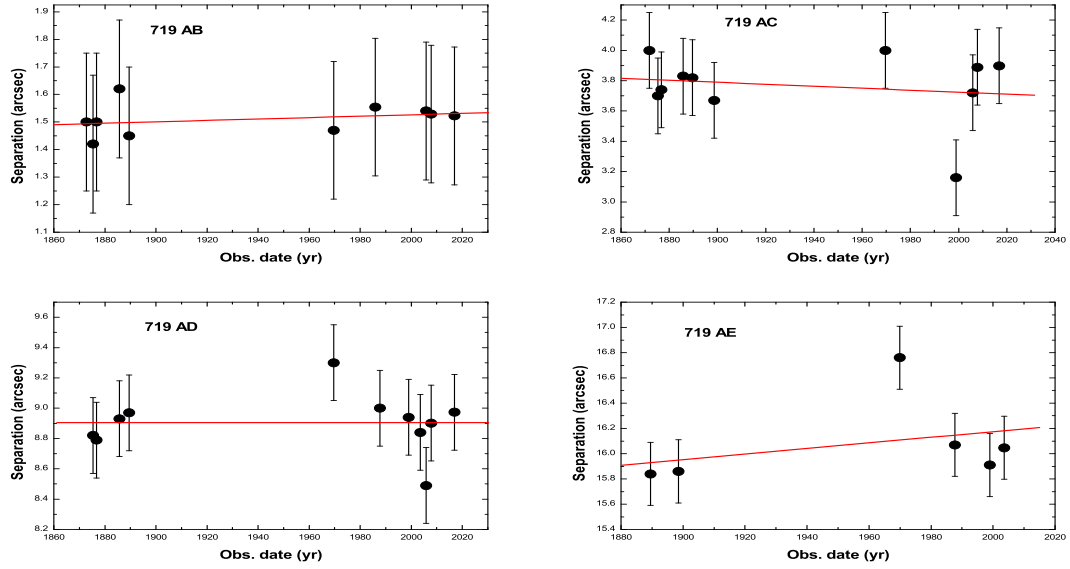 719 AB
Separation (arcsec)
1.9
1.8
1.7
1.6
1.5
1.4
1.3
1.2
1.1
1860 1880 1900 1920 1940 1960 1980 2000 2020
Obs. date (yr)
719 AC
Separation (arcsec)
4.2
4.0
3.8
3.6
3.4
3.2
3.0
2.8
1860 1880 1900 1920 1940 1960 1980 2000 2020 2040
Obs. date (yr)
719 AD
Separation (arcsec)
9.6
9.4
9.2
9.0
8.8
8.6
8.4
8.2
1860 1880 1900 1920 1940 1960 1980 2000 2020
Obs. date (yr)
719 AE
Separation (arcsec)
17.2
17.0
16.8
16.6
16.4
16.2
16.0
15.8
15.6
15.4
1880 1900 1920 1940 1960 1980 2000 2020
Obs. date (yr)